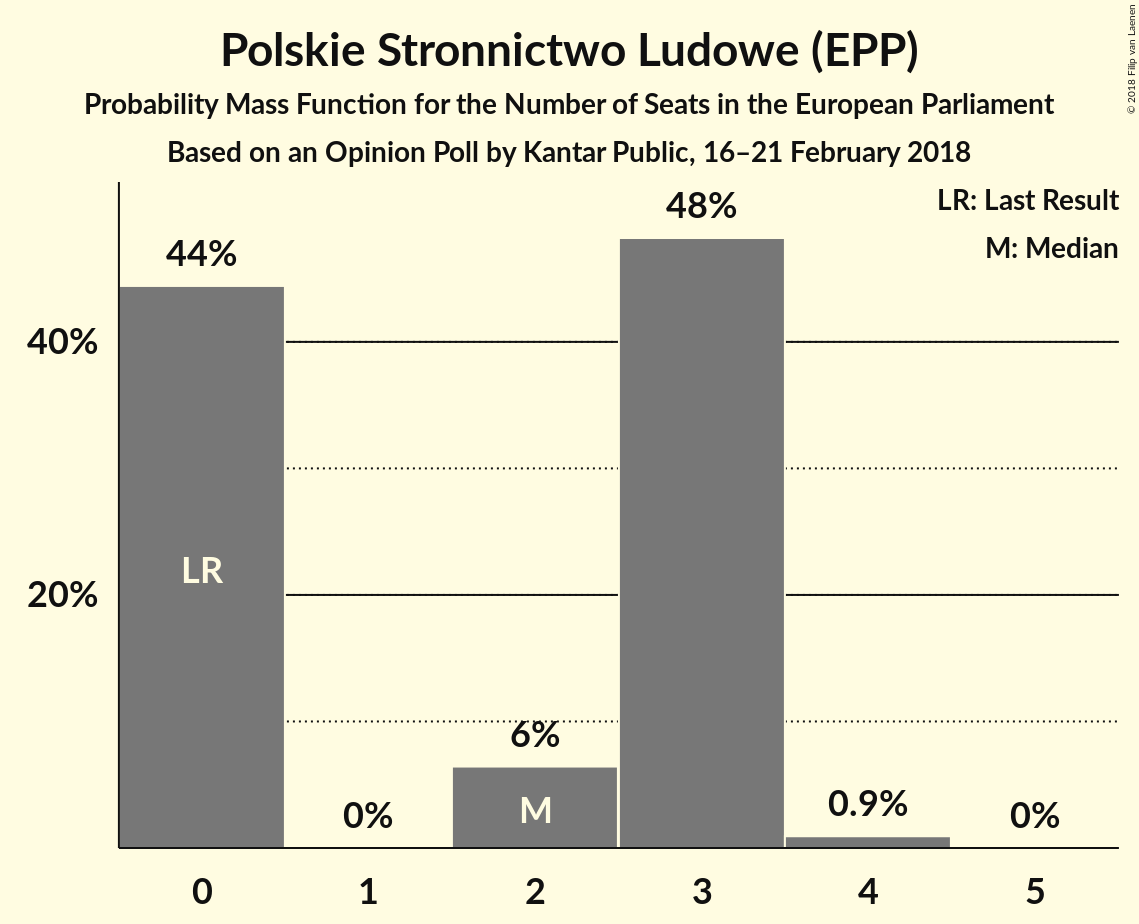 Polskie Stronnictwo Ludowe (EPP)
Probability Mass Function for the Number of Seats in the European Parliament
Based on an Opinion Poll by Kantar Public, 16–21 February 2018
© 2018 Filip van Laenen
LR: Last Result
M: Median
44%
48%
40%
LR
20%
6%
M
0%
0.9%
0%
0 1 2 3 4 5